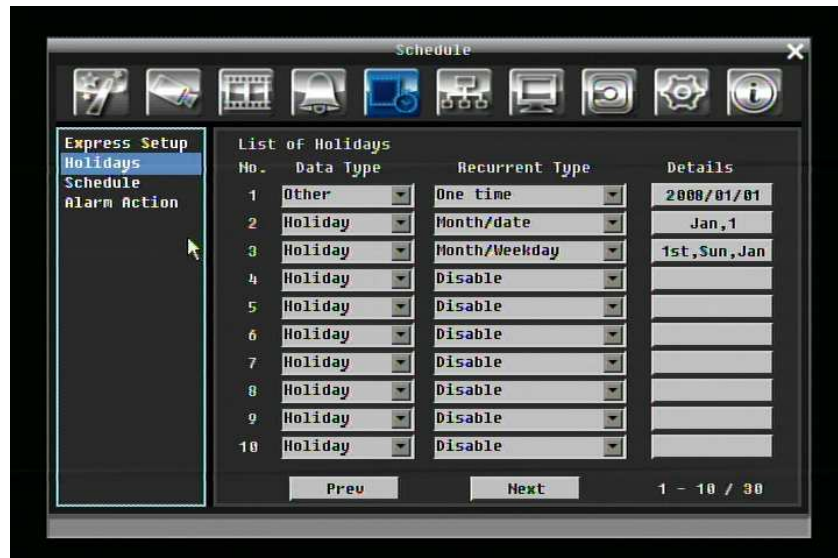 Schedule
Express Setup
Holidays
Schedule
Alarm Action
List of Holidays
No. Data Type Recurrent Type Details
1 Other One time 2008/01/01
2 Holiday Month/date Jan,1
3 Holiday Month/Weekday 1st,Sun,Jan
4 Holiday Disable
5 Holiday Disable
6 Holiday Disable
7 Holiday Disable
8 Holiday Disable
9 Holiday Disable
10 Holiday Disable
Prev Next 1 - 10 / 30